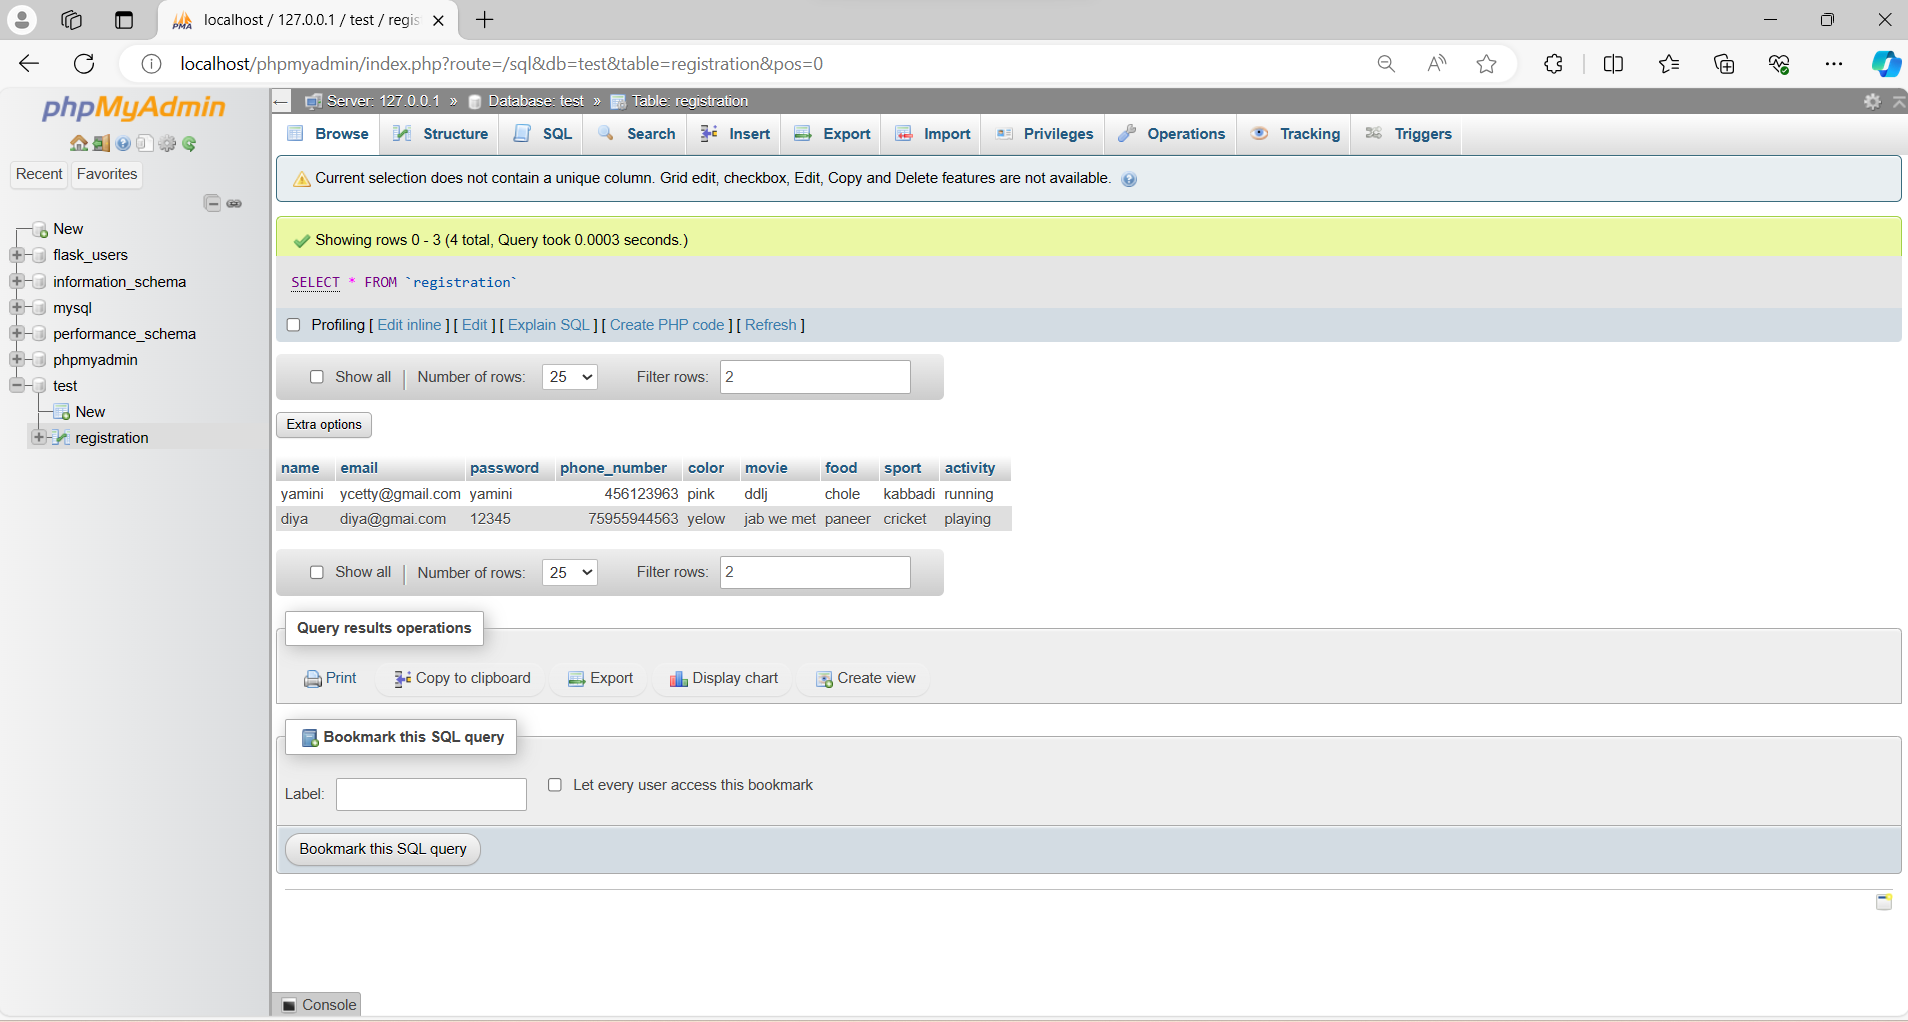 localhost / 127.0.0.1 / test / regis
localhost/phpmyadmin/index.php?route=/sql&db=test&table=registration&pos=0
phpMyAdmin
Recent Favorites
New
flask_users
information_schema
mysql
performance_schema
phpmyadmin
test
New
registration
Server: 127.0.0.1 » Database: test » Table: registration
Browse Structure SQL Search Insert Export Import Privileges Operations Tracking Triggers
Current selection does not contain a unique column. Grid edit, checkbox, Edit, Copy and Delete features are not available.
Showing rows 0 - 3 (4 total, Query took 0.0003 seconds.)
SELECT * FROM `registration`
Profiling [ Edit inline ] [ Edit ] [ Explain SQL ] [ Create PHP code ] [ Refresh ]
Show all | Number of rows: 25 Filter rows: 2
Extra options
name email password phone_number color movie food sport activity
yamini ycetty@gmail.com yamini 456123963 pink ddlj chole kabbadi running
diya diya@gmai.com 12345 75955944563 yelow jab we met paneer cricket playing
Show all | Number of rows: 25 Filter rows: 2
Query results operations
Print Copy to clipboard Export Display chart Create view
Bookmark this SQL query
Label: Let every user access this bookmark
Bookmark this SQL query
Console